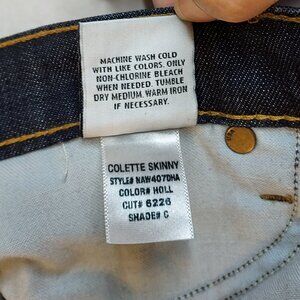 MACHINE WASH COLD
WITH LIKE COLORS. ONLY
NON-CHLORINE BLEACH
WHEN NEEDED. TUMBLE
DRY MEDIUM. WARM IRON
IF NECESSARY.
COLETTE SKINNY
STYLE# NAW407DHA
COLOR# HOLL
CUT# 6226
SHADE# C